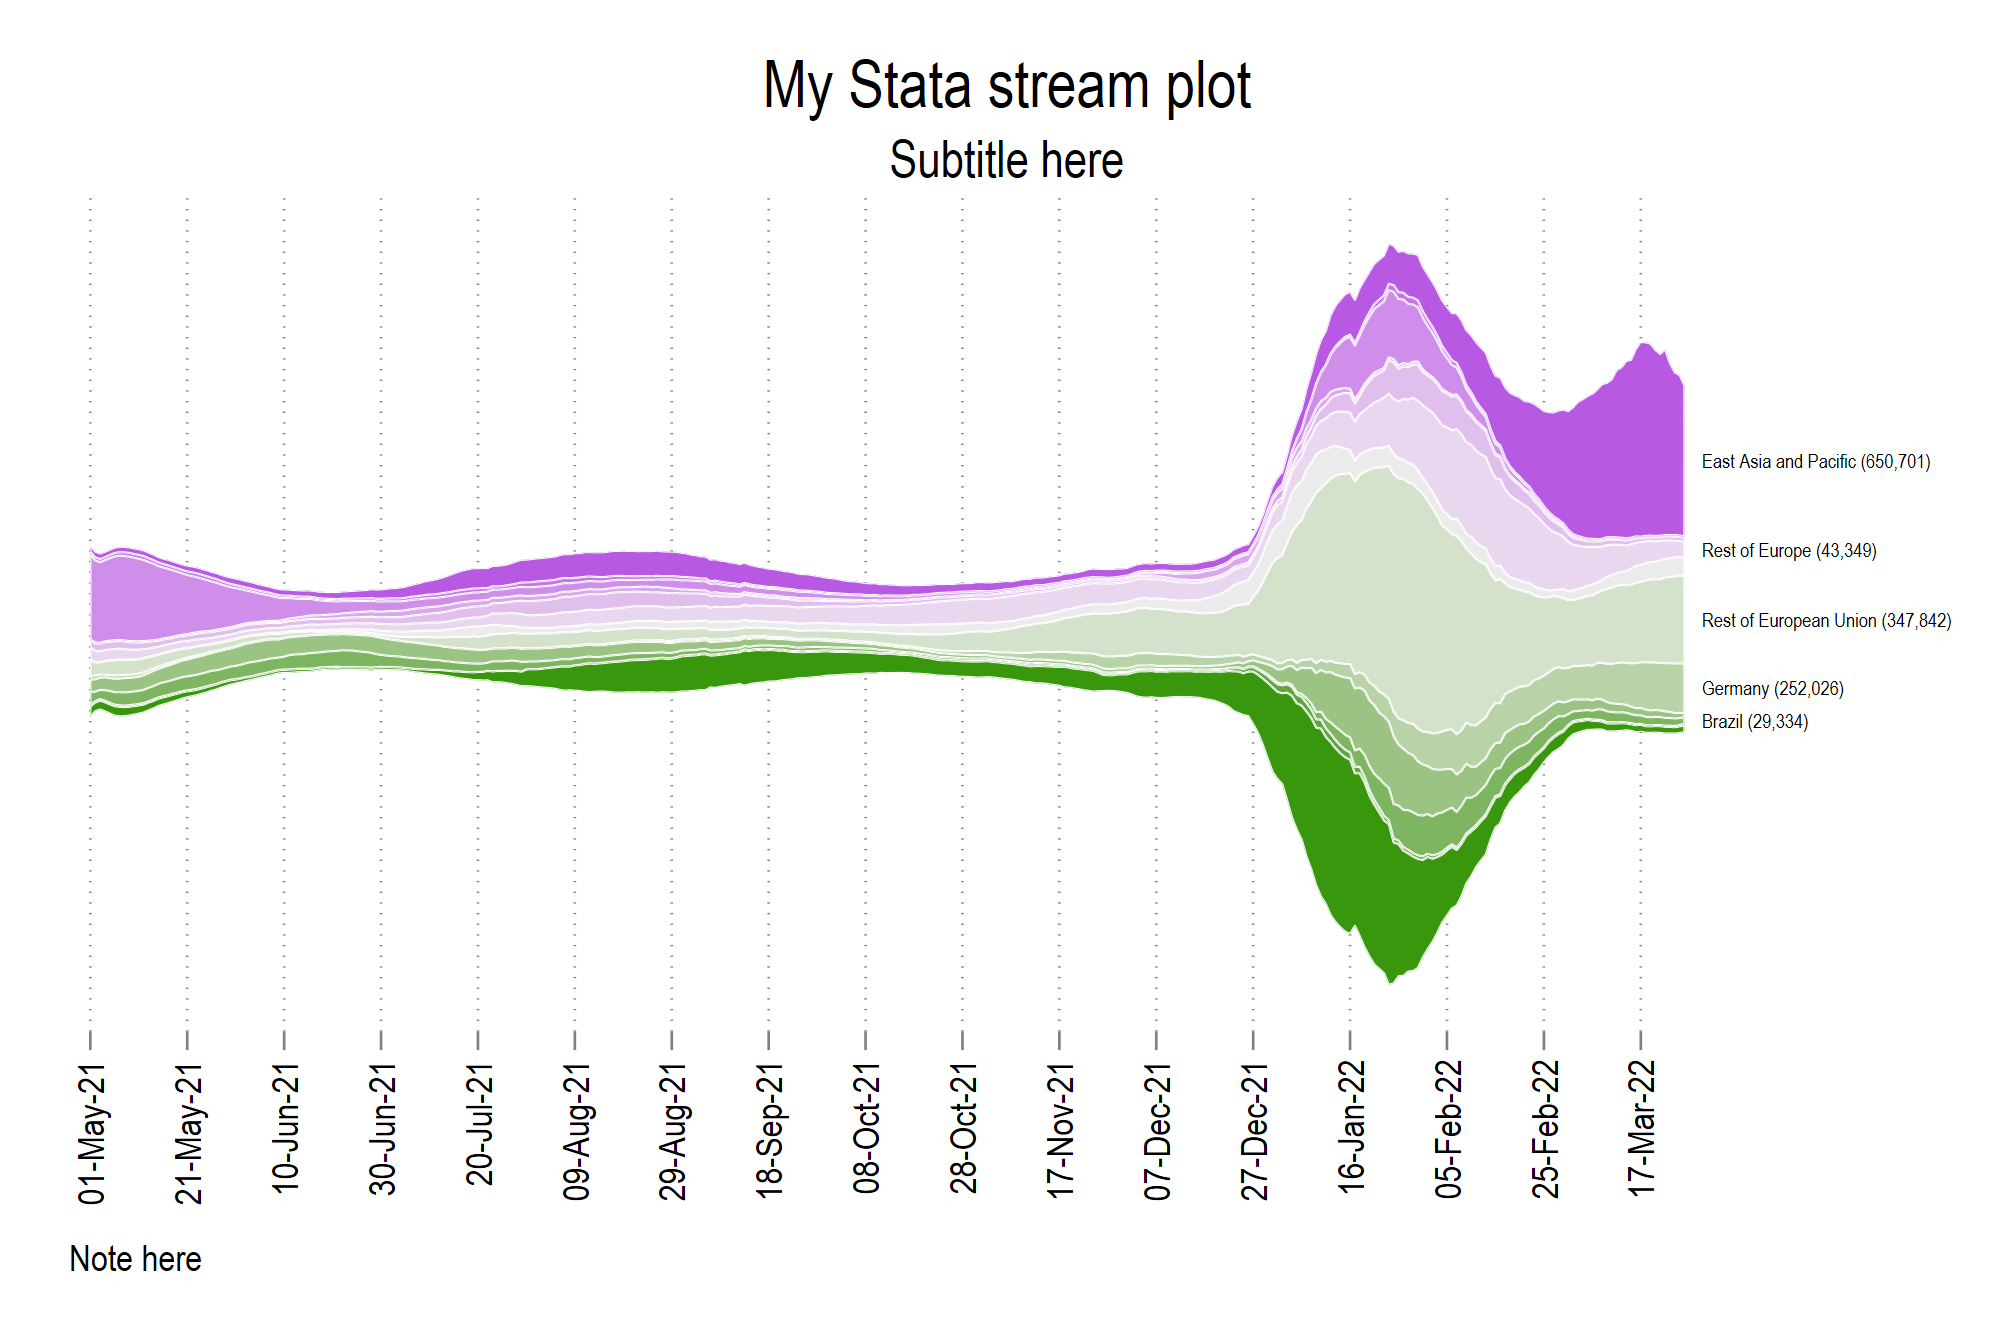 My Stata stream plot
Subtitle here
East Asia and Pacific (650,701)
Rest of Europe (43,349)
Rest of European Union (347,842)
Germany (252,026)
Brazil (29,334)
01-May-21
21-May-21
10-Jun-21
30-Jun-21
20-Jul-21
09-Aug-21
29-Aug-21
18-Sep-21
08-Oct-21
28-Oct-21
17-Nov-21
07-Dec-21
27-Dec-21
16-Jan-22
05-Feb-22
25-Feb-22
17-Mar-22
Note here